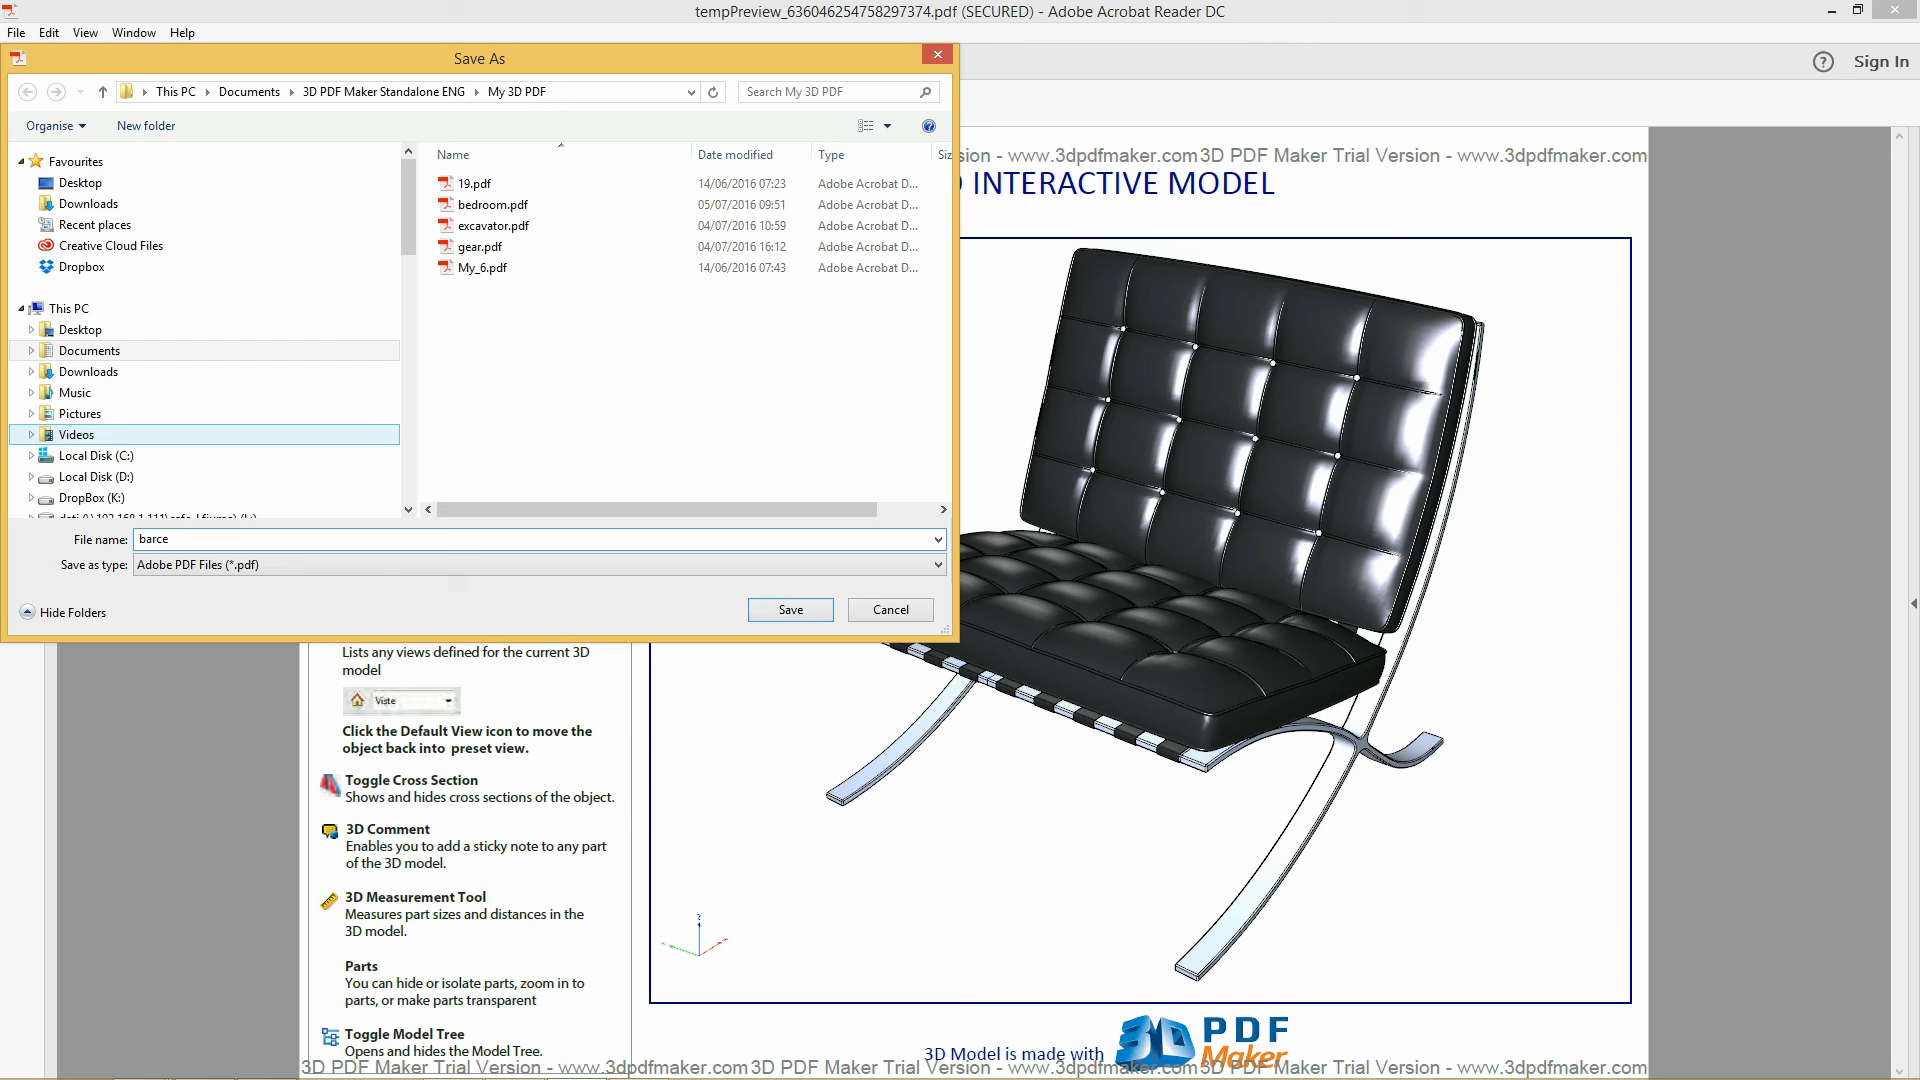 tempPreview_636046254758297374.pdf (SECURED) - Adobe Acrobat Reader DC
File Edit View Window Help
Save As
Sign In
This PC Documents 3D PDF Maker Standalone ENG My 3D PDF
Search My 3D PDF
Organise New folder
Name Date modified Type Siz
Favourites
Desktop
Downloads
Recent places
Creative Cloud Files
Dropbox
This PC
Desktop
Documents
Downloads
Music
Pictures
Videos
Local Disk (C:)
Local Disk (D:)
DropBox (K:)
19.pdf 14/06/2016 07:23 Adobe Acrobat D...
bedroom.pdf 05/07/2016 09:51 Adobe Acrobat D...
excavator.pdf 04/07/2016 10:59 Adobe Acrobat D...
gear.pdf 04/07/2016 16:12 Adobe Acrobat D...
My_6.pdf 14/06/2016 07:43 Adobe Acrobat D...
File name: barce
Save as type: Adobe PDF Files (*.pdf)
Hide Folders
Save Cancel
sion - www.3dpdfmaker.com3D PDF Maker Trial Version - www.3dpdfmaker.com
INTERACTIVE MODEL
Lists any views defined for the current 3D
model
Viste
Click the Default View icon to move the
object back into preset view.
Toggle Cross Section
Shows and hides cross sections of the object.
3D Comment
Enables you to add a sticky note to any part
of the 3D model.
3D Measurement Tool
Measures part sizes and distances in the
3D model.
Parts
You can hide or isolate parts, zoom in to
parts, or make parts transparent
Toggle Model Tree
Opens and hides the Model Tree.
Z
3D Model is made with
3D PDF Maker
3D PDF Maker Trial Version - www.3dpdfmaker.com3D PDF Maker Trial Version - www.3dpdfmaker.com3D PDF Maker Trial Version - www.3dpdfmaker.com